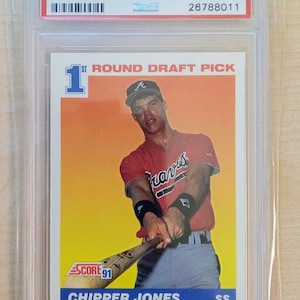 26788011
1ST ROUND DRAFT PICK
A
Braves
SCORE 91
CHIPPER JONES SS